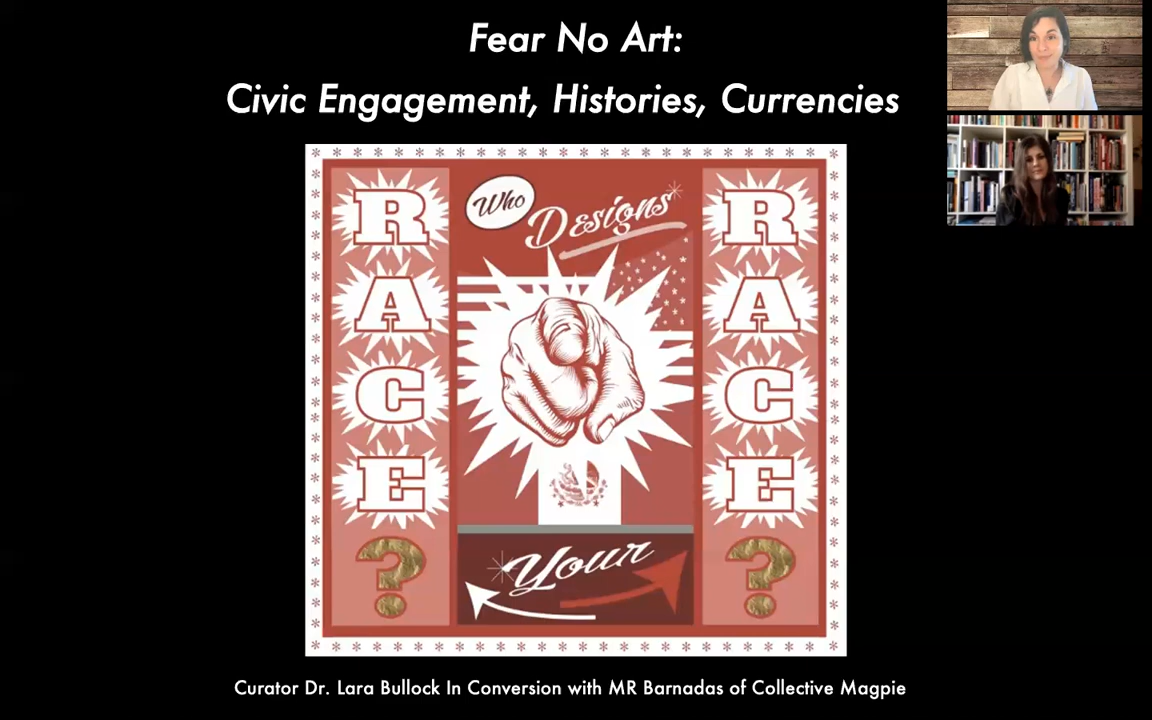 Fear No Art:
Civic Engagement, Histories, Currencies
Who
Designs
R
A
C
E
?
Your
R
A
C
E
?
Curator Dr. Lara Bullock In Conversion with MR Barnadas of Collective Magpie